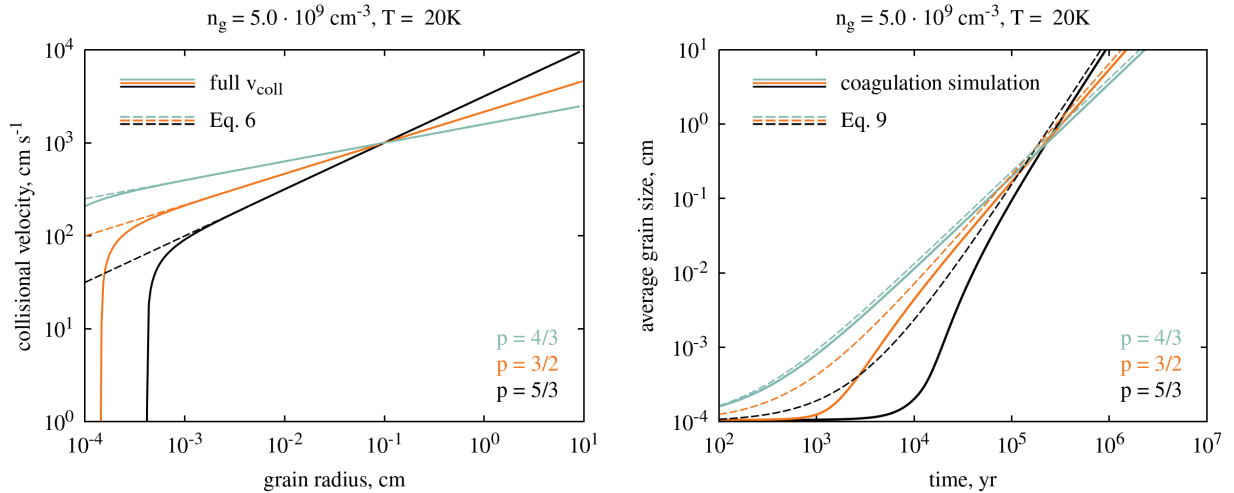 n_g = 5.0 · 10^9 cm^-3, T = 20K
10^4
10^3
10^2
10^1
10^0
collisional velocity, cm s^-1
full v_coll
Eq. 6
p = 4/3
p = 3/2
p = 5/3
10^-4 10^-3 10^-2 10^-1 10^0 10^1
grain radius, cm
n_g = 5.0 · 10^9 cm^-3, T = 20K
10^1
10^0
10^-1
10^-2
10^-3
10^-4
average grain size, cm
coagulation simulation
Eq. 9
p = 4/3
p = 3/2
p = 5/3
10^2 10^3 10^4 10^5 10^6 10^7
time, yr